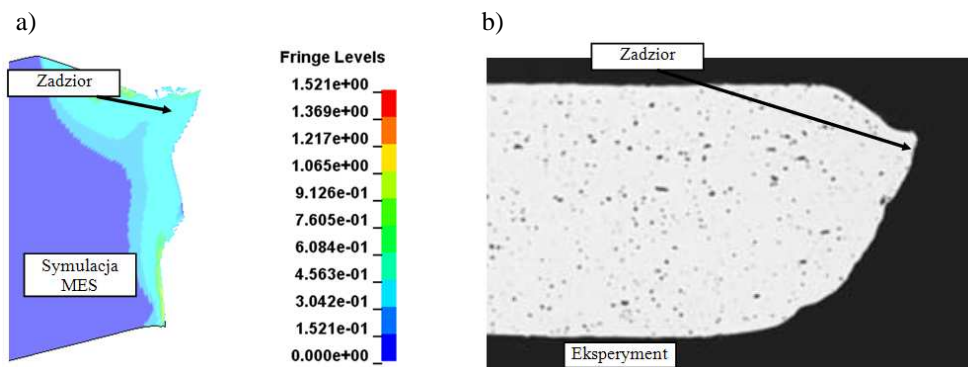 a)
Zadzior
Symulacja
MES
Fringe Levels
1.521e+00
1.369e+00
1.217e+00
1.065e+00
9.126e-01
7.605e-01
6.084e-01
4.563e-01
3.042e-01
1.521e-01
0.000e+00
b)
Zadzior
Eksperyment